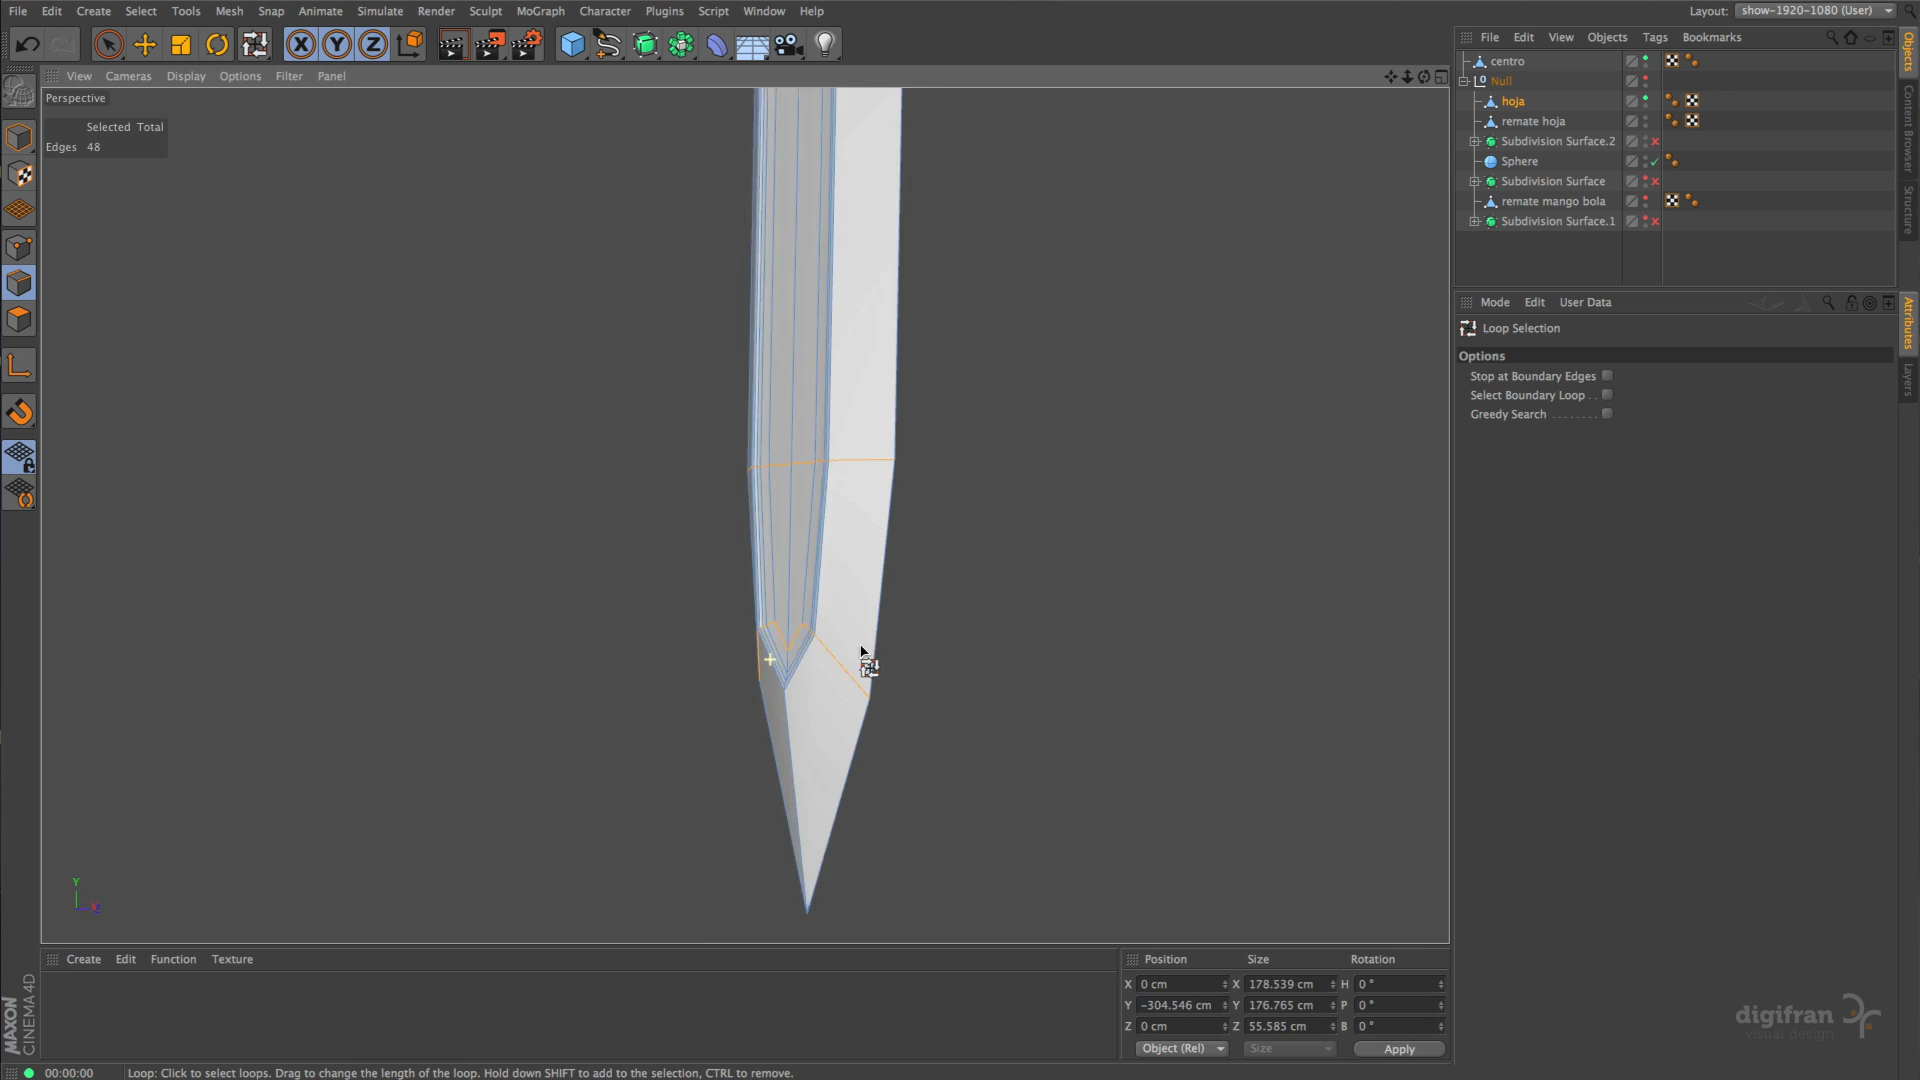 File Edit Create Select Tools Mesh Snap Animate Simulate Render Sculpt MoGraph Character Plugins Script Window Help
Layout: show-1920-1080 (User)
X Y Z
File Edit View Objects Tags Bookmarks
Objects
Content Browser
Structure
View Cameras Display Options Filter Panel
Perspective
Selected Total
Edges 48
centro
Null
hoja
remate hoja
Subdivision Surface.2
Sphere
Subdivision Surface
remate mango bola
Subdivision Surface.1
Mode Edit User Data
Attributes
Layers
Loop Selection
Options
Stop at Boundary Edges
Select Boundary Loop . .
Greedy Search . . . . . . . .
Y
Create Edit Function Texture
Position Size Rotation
X 0 cm X 178.539 cm H 0 °
Y -304.546 cm Y 176.765 cm P 0 °
Z 0 cm Z 55.585 cm B 0 °
Object (Rel) Size Apply
MAXON
CINEMA 4D
digifran
visual design
00:00:00 Loop: Click to select loops. Drag to change the length of the loop. Hold down SHIFT to add to the selection, CTRL to remove.